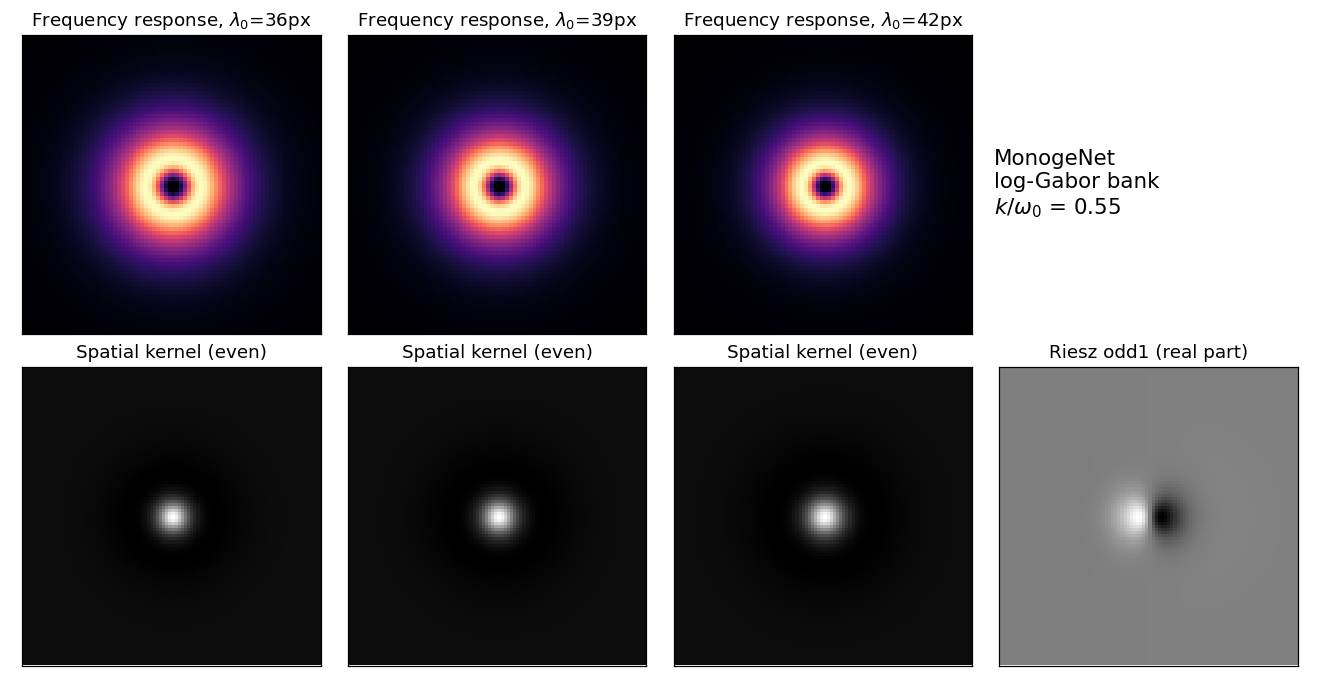 Frequency response, λ₀=36px
Frequency response, λ₀=39px
Frequency response, λ₀=42px
MonogeNet
log-Gabor bank
k/ω₀ = 0.55
Spatial kernel (even)
Spatial kernel (even)
Spatial kernel (even)
Riesz odd1 (real part)